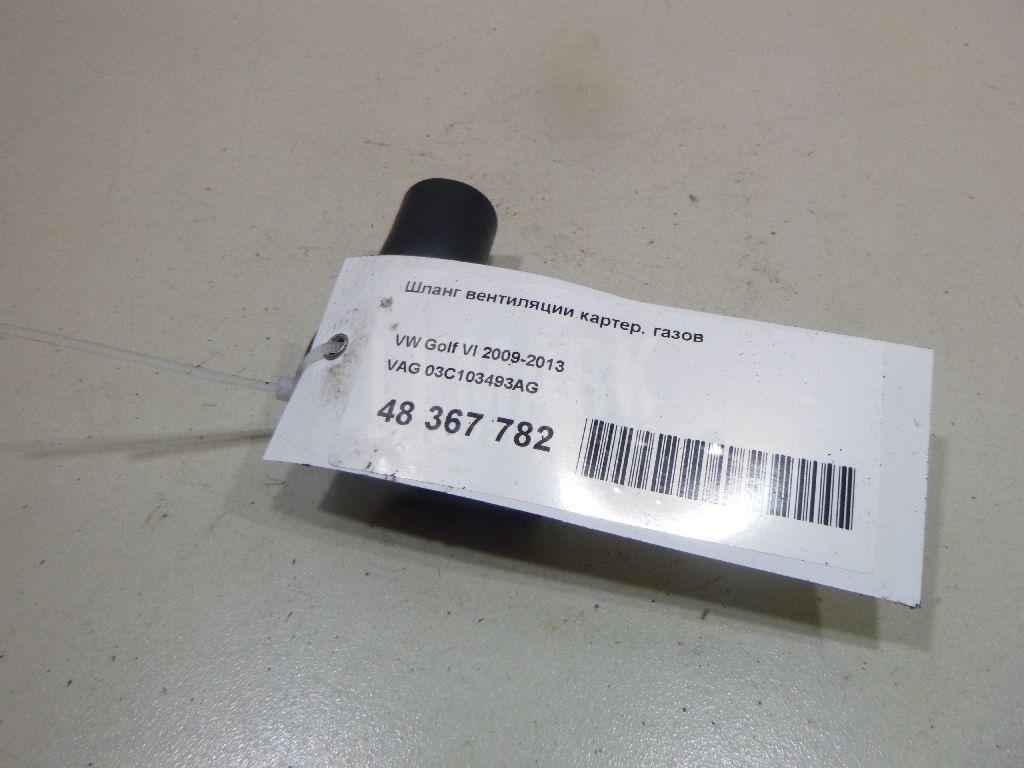 Шланг вентиляции картер. газов
VW Golf VI 2009-2013
VAG 03C103493AG
48 367 782